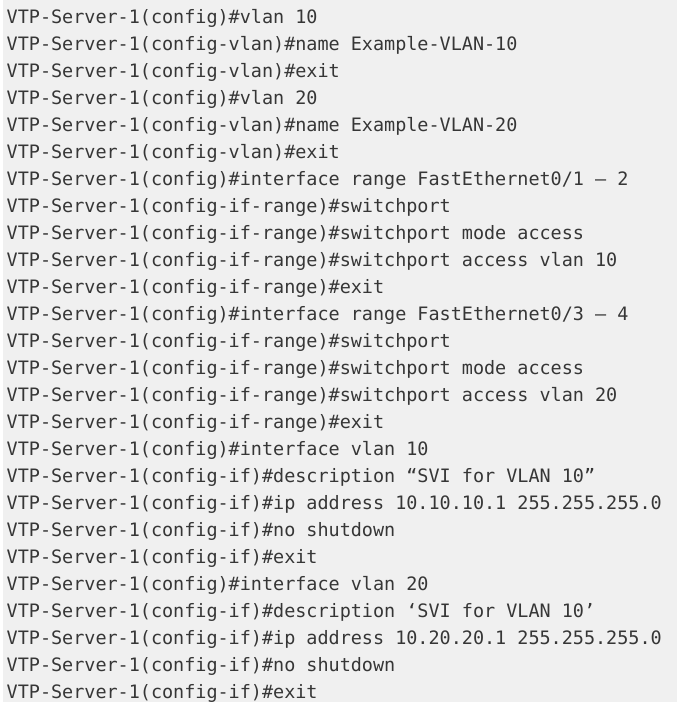 VTP-Server-1(config)#vlan 10
VTP-Server-1(config-vlan)#name Example-VLAN-10
VTP-Server-1(config-vlan)#exit
VTP-Server-1(config)#vlan 20
VTP-Server-1(config-vlan)#name Example-VLAN-20
VTP-Server-1(config-vlan)#exit
VTP-Server-1(config)#interface range FastEthernet0/1 – 2
VTP-Server-1(config-if-range)#switchport
VTP-Server-1(config-if-range)#switchport mode access
VTP-Server-1(config-if-range)#switchport access vlan 10
VTP-Server-1(config-if-range)#exit
VTP-Server-1(config)#interface range FastEthernet0/3 – 4
VTP-Server-1(config-if-range)#switchport
VTP-Server-1(config-if-range)#switchport mode access
VTP-Server-1(config-if-range)#switchport access vlan 20
VTP-Server-1(config-if-range)#exit
VTP-Server-1(config)#interface vlan 10
VTP-Server-1(config-if)#description “SVI for VLAN 10”
VTP-Server-1(config-if)#ip address 10.10.10.1 255.255.255.0
VTP-Server-1(config-if)#no shutdown
VTP-Server-1(config-if)#exit
VTP-Server-1(config)#interface vlan 20
VTP-Server-1(config-if)#description ‘SVI for VLAN 10’
VTP-Server-1(config-if)#ip address 10.20.20.1 255.255.255.0
VTP-Server-1(config-if)#no shutdown
VTP-Server-1(config-if)#exit